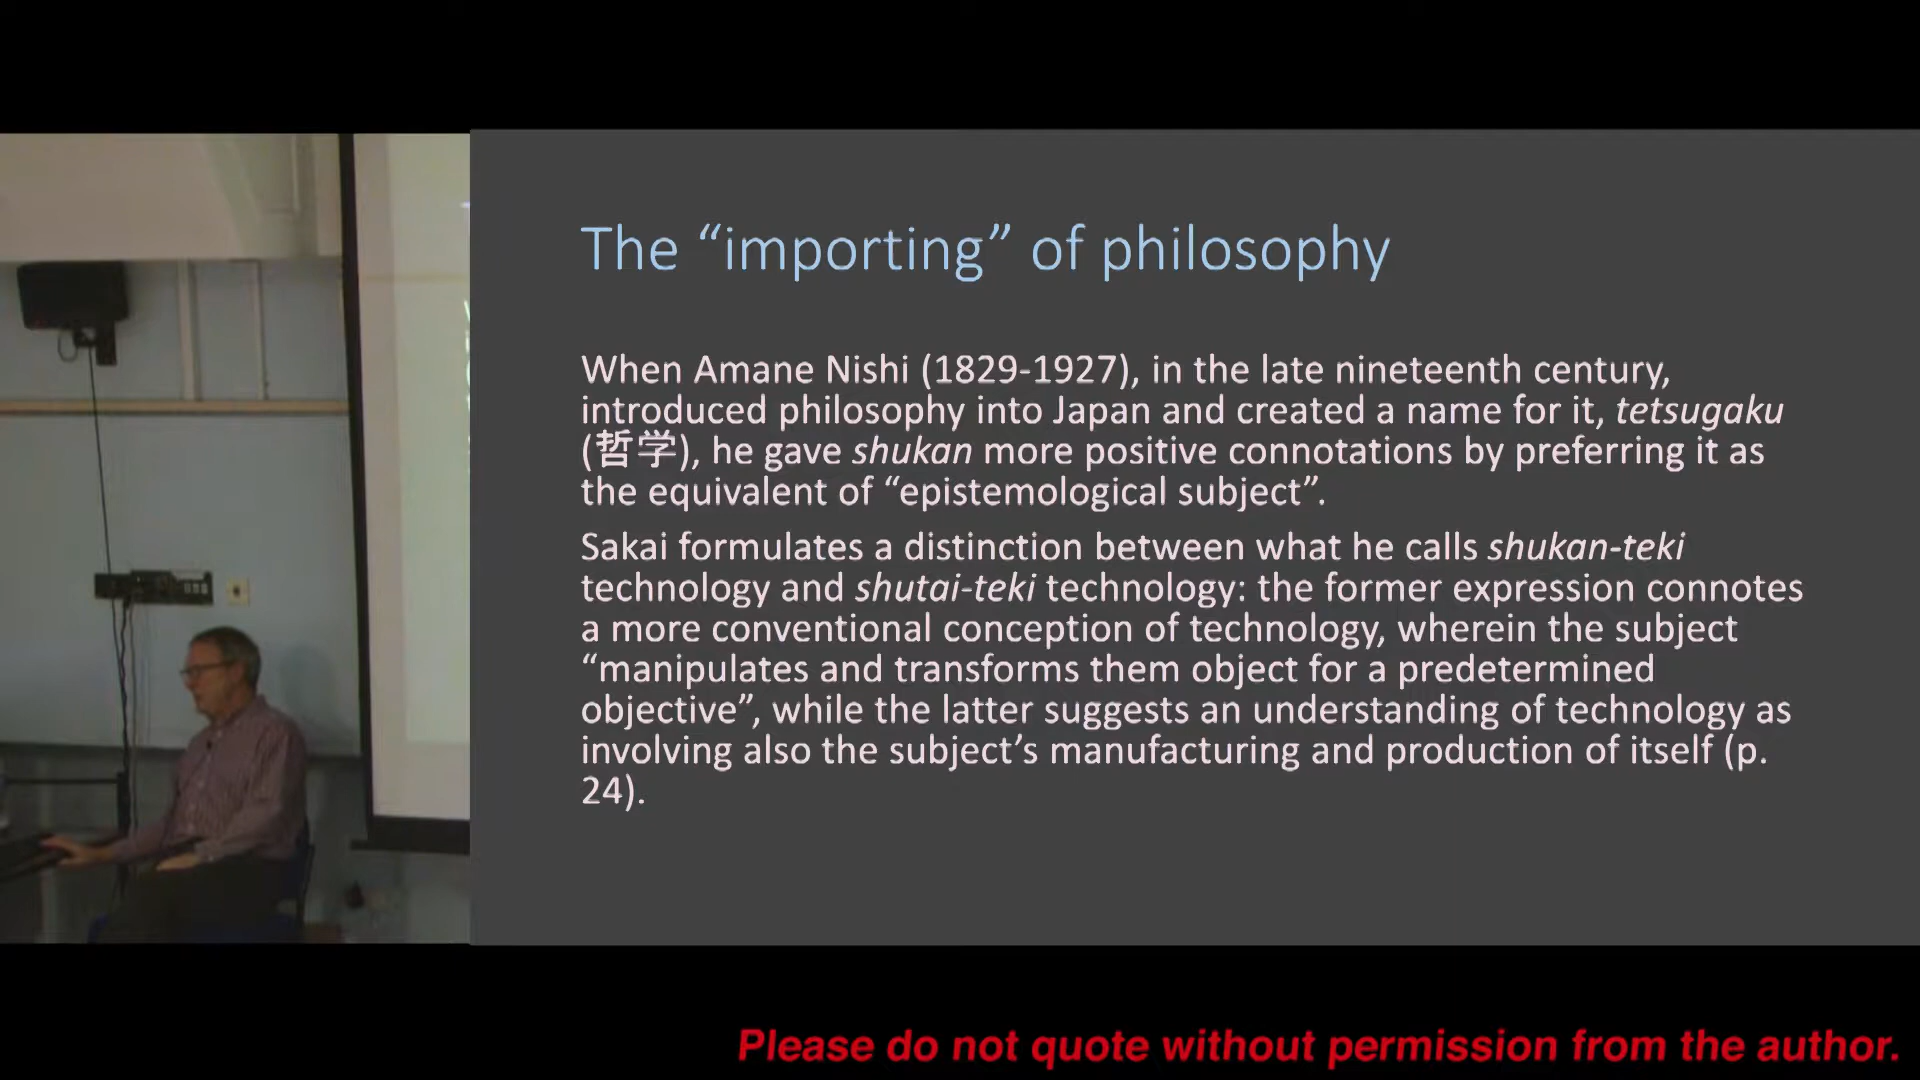 The “importing” of philosophy
When Amane Nishi (1829-1927), in the late nineteenth century,
introduced philosophy into Japan and created a name for it, tetsugaku
(哲学), he gave shukan more positive connotations by preferring it as
the equivalent of “epistemological subject”.
Sakai formulates a distinction between what he calls shukan-teki
technology and shutai-teki technology: the former expression connotes
a more conventional conception of technology, wherein the subject
“manipulates and transforms them object for a predetermined
objective”, while the latter suggests an understanding of technology as
involving also the subject’s manufacturing and production of itself (p.
24).
Please do not quote without permission from the author.